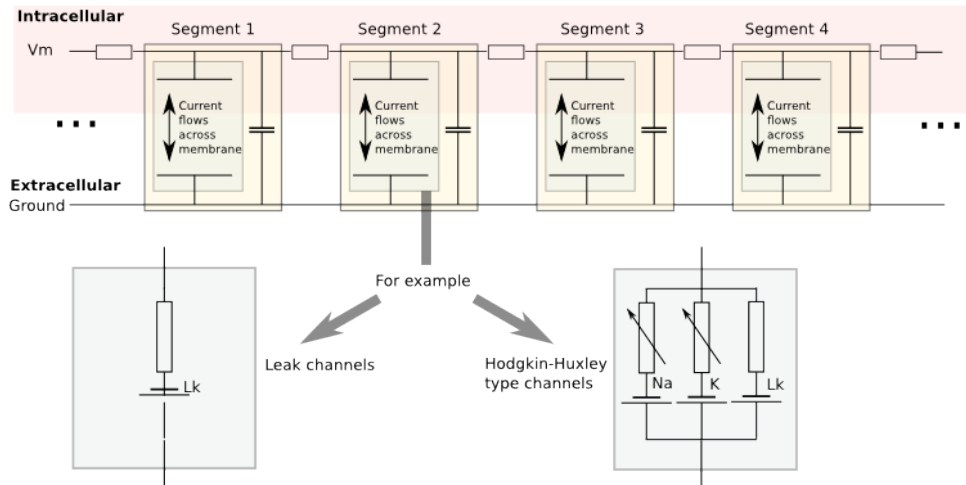 Intracellular
Segment 1
Segment 2
Segment 3
Segment 4
Vm
Current
flows
across
membrane
Current
flows
across
membrane
Current
flows
across
membrane
Current
flows
across
membrane
...
...
Extracellular
Ground
For example
Leak channels
Hodgkin-Huxley
type channels
Lk
Na
K
Lk